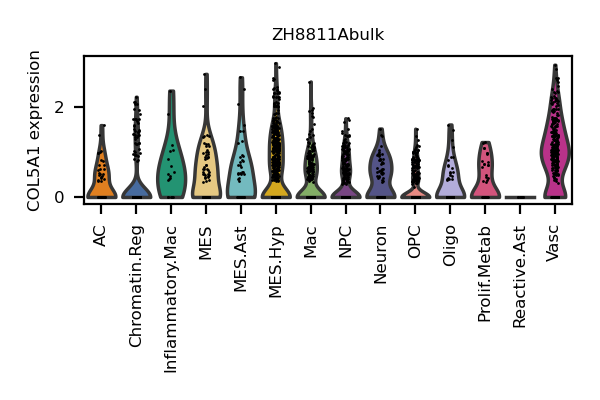 ZH8811Abulk
COL5A1 expression
2
0
AC
Chromatin.Reg
Inflammatory.Mac
MES
MES.Ast
MES.Hyp
Mac
NPC
Neuron
OPC
Oligo
Prolif.Metab
Reactive.Ast
Vasc